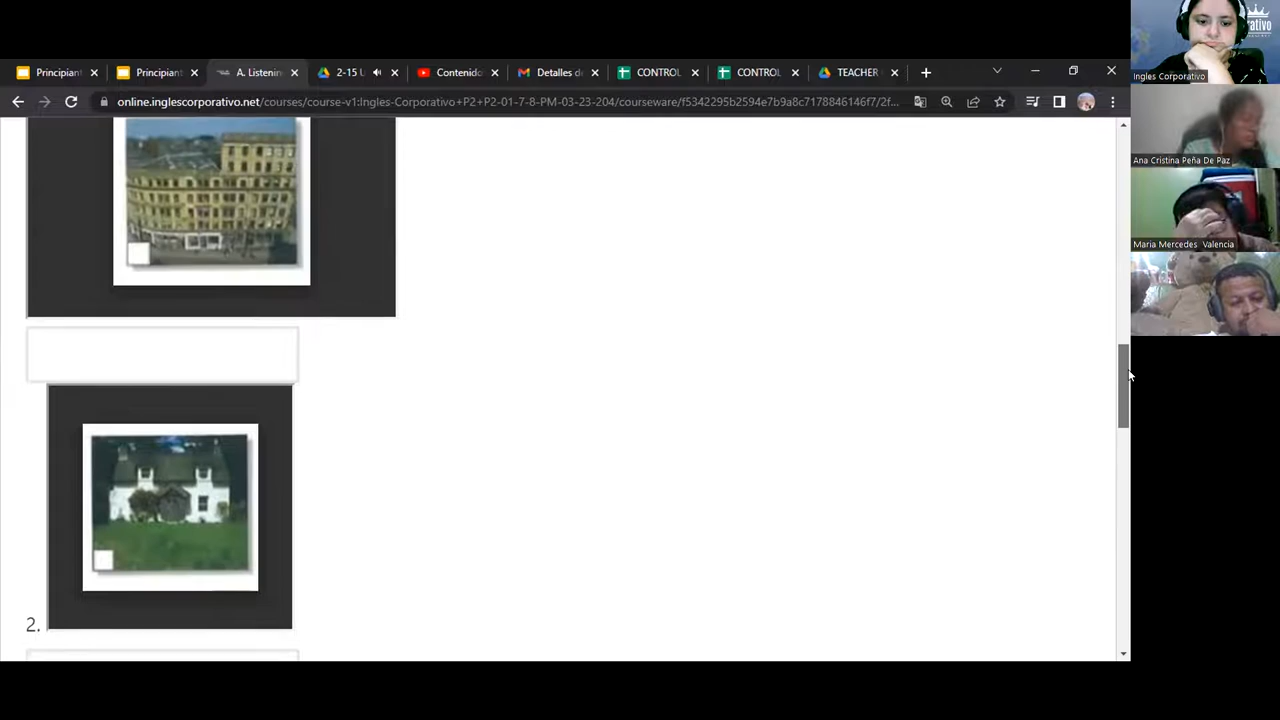 rativo
Ingles Corporativo
Principiant
Principiant
A. Listenin
2-15 U
Contenido
Detalles de
CONTROL
CONTROL
TEACHER
online.inglescorporativo.net/courses/course-v1:Ingles-Corporativo+P2+P2-01-7-8-PM-03-23-204/courseware/f5342295b2594e7b9a8c7178846146f7/2f...
Ana Cristina Peña De Paz
Maria Mercedes Valencia
2.